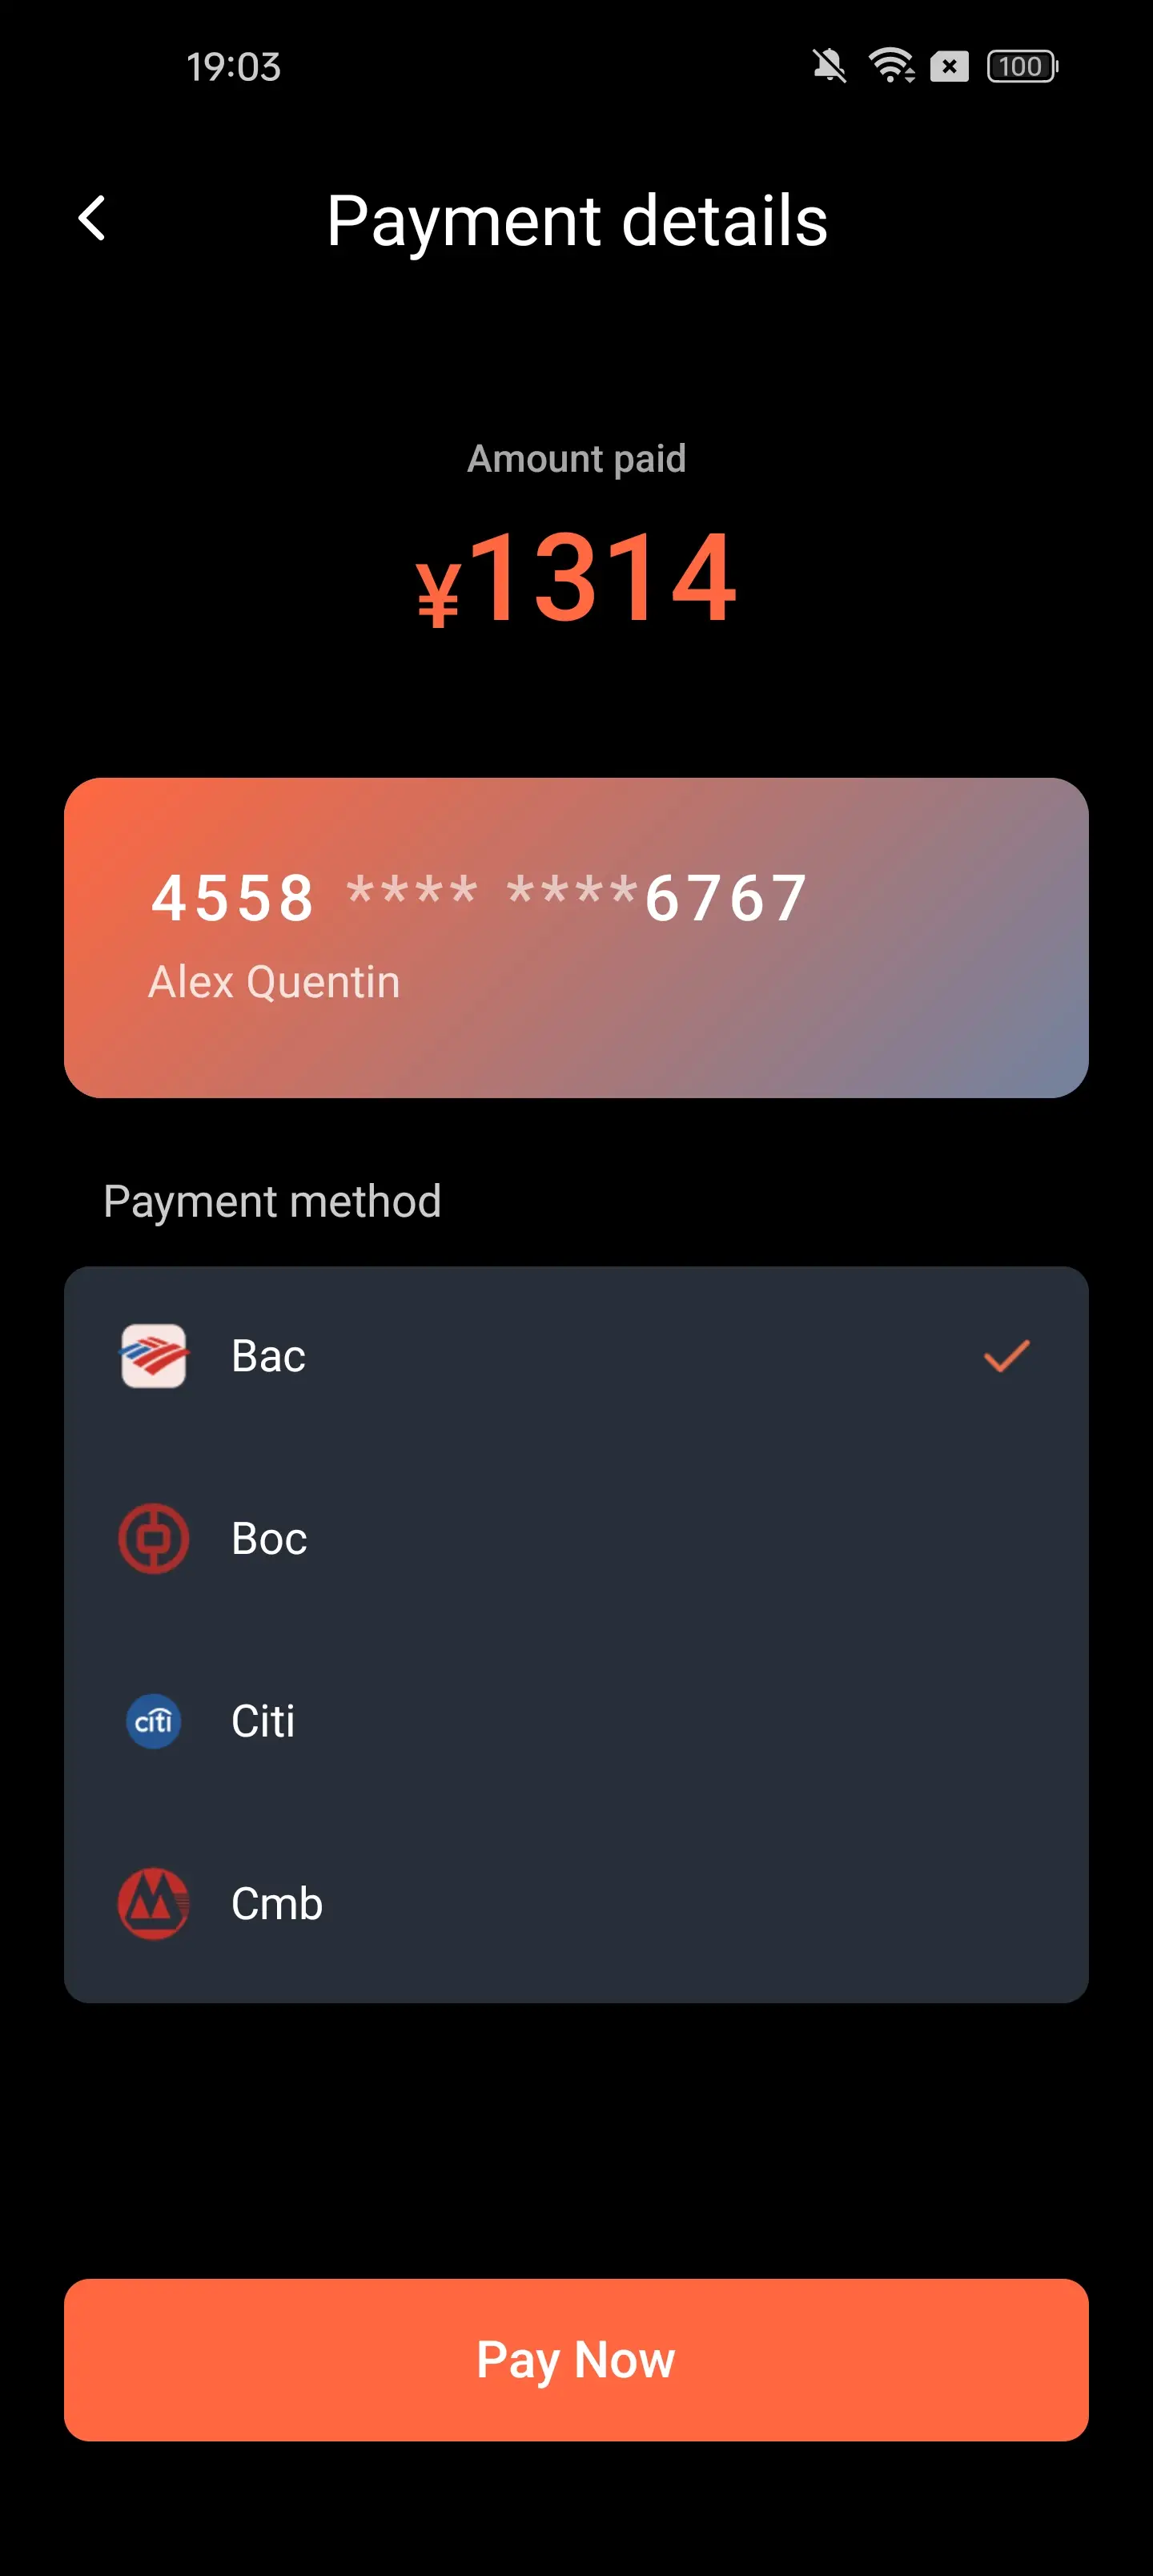 19:03
100
Payment details
Amount paid
¥1314
4558 **** ****6767
Alex Quentin
Payment method
Bac
Boc
citi Citi
Cmb
Pay Now